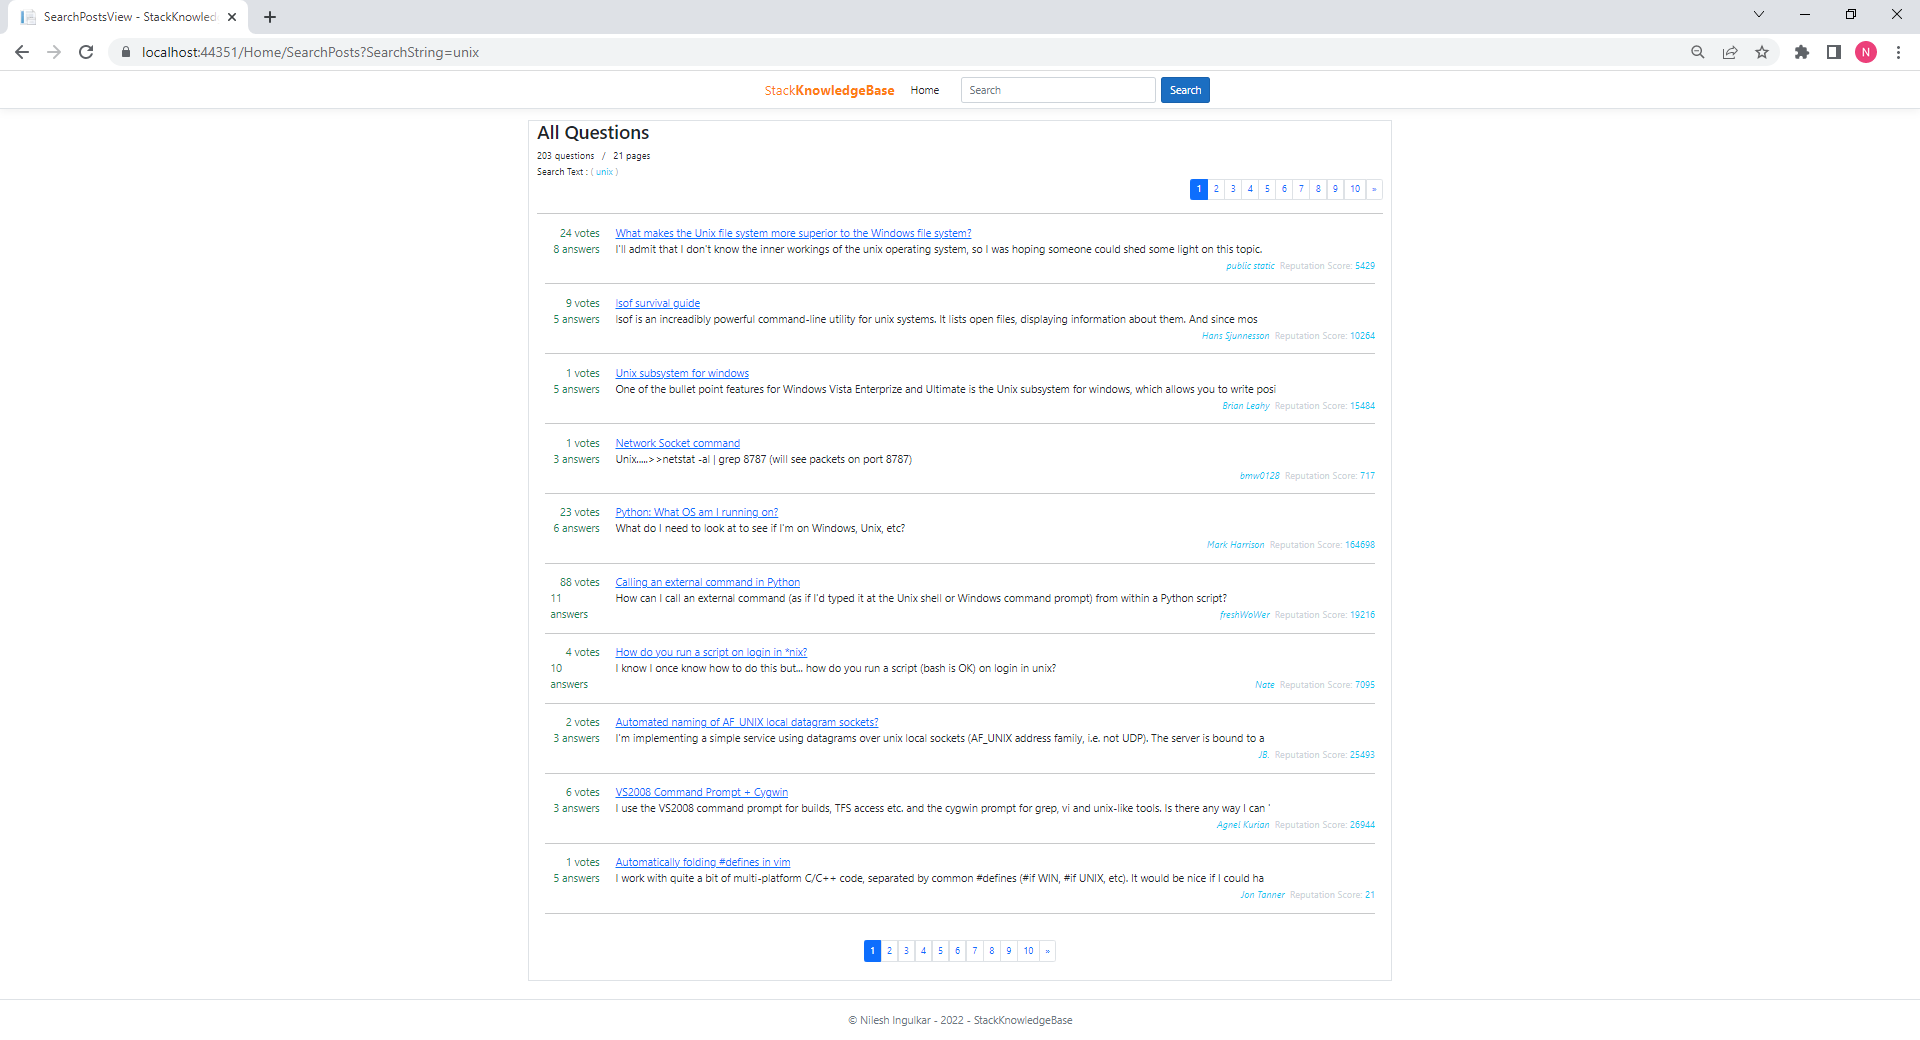 SearchPostsView - StackKnowled
localhost:44351/Home/SearchPosts?SearchString=unix
N
StackKnowledgeBase Home Search Search
All Questions
203 questions / 21 pages
Search Text : ( unix )
1 2 3 4 5 6 7 8 9 10 »
24 votes What makes the Unix file system more superior to the Windows file system?
8 answers I'll admit that I don't know the inner workings of the unix operating system, so I was hoping someone could shed some light on this topic.
public static Reputation Score: 5429
9 votes lsof survival guide
5 answers lsof is an increadibly powerful command-line utility for unix systems. It lists open files, displaying information about them. And since mos
Hans Sjunnesson Reputation Score: 10264
1 votes Unix subsystem for windows
5 answers One of the bullet point features for Windows Vista Enterprize and Ultimate is the Unix subsystem for windows, which allows you to write posi
Brian Leahy Reputation Score: 15484
1 votes Network Socket command
3 answers Unix.....>>netstat -al | grep 8787 (will see packets on port 8787)
bmw0128 Reputation Score: 717
23 votes Python: What OS am I running on?
6 answers What do I need to look at to see if I'm on Windows, Unix, etc?
Mark Harrison Reputation Score: 164698
88 votes Calling an external command in Python
11 How can I call an external command (as if I'd typed it at the Unix shell or Windows command prompt) from within a Python script?
answers freshWoWer Reputation Score: 19216
4 votes How do you run a script on login in *nix?
10 I know I once know how to do this but... how do you run a script (bash is OK) on login in unix?
answers Nate Reputation Score: 7095
2 votes Automated naming of AF_UNIX local datagram sockets?
3 answers I'm implementing a simple service using datagrams over unix local sockets (AF_UNIX address family, i.e. not UDP). The server is bound to a
JB. Reputation Score: 25493
6 votes VS2008 Command Prompt + Cygwin
3 answers I use the VS2008 command prompt for builds, TFS access etc. and the cygwin prompt for grep, vi and unix-like tools. Is there any way I can '
Agnel Kurian Reputation Score: 26944
1 votes Automatically folding #defines in vim
5 answers I work with quite a bit of multi-platform C/C++ code, separated by common #defines (#if WIN, #if UNIX, etc). It would be nice if I could ha
Jon Tanner Reputation Score: 21
1 2 3 4 5 6 7 8 9 10 »
© Nilesh Ingulkar - 2022 - StackKnowledgeBase